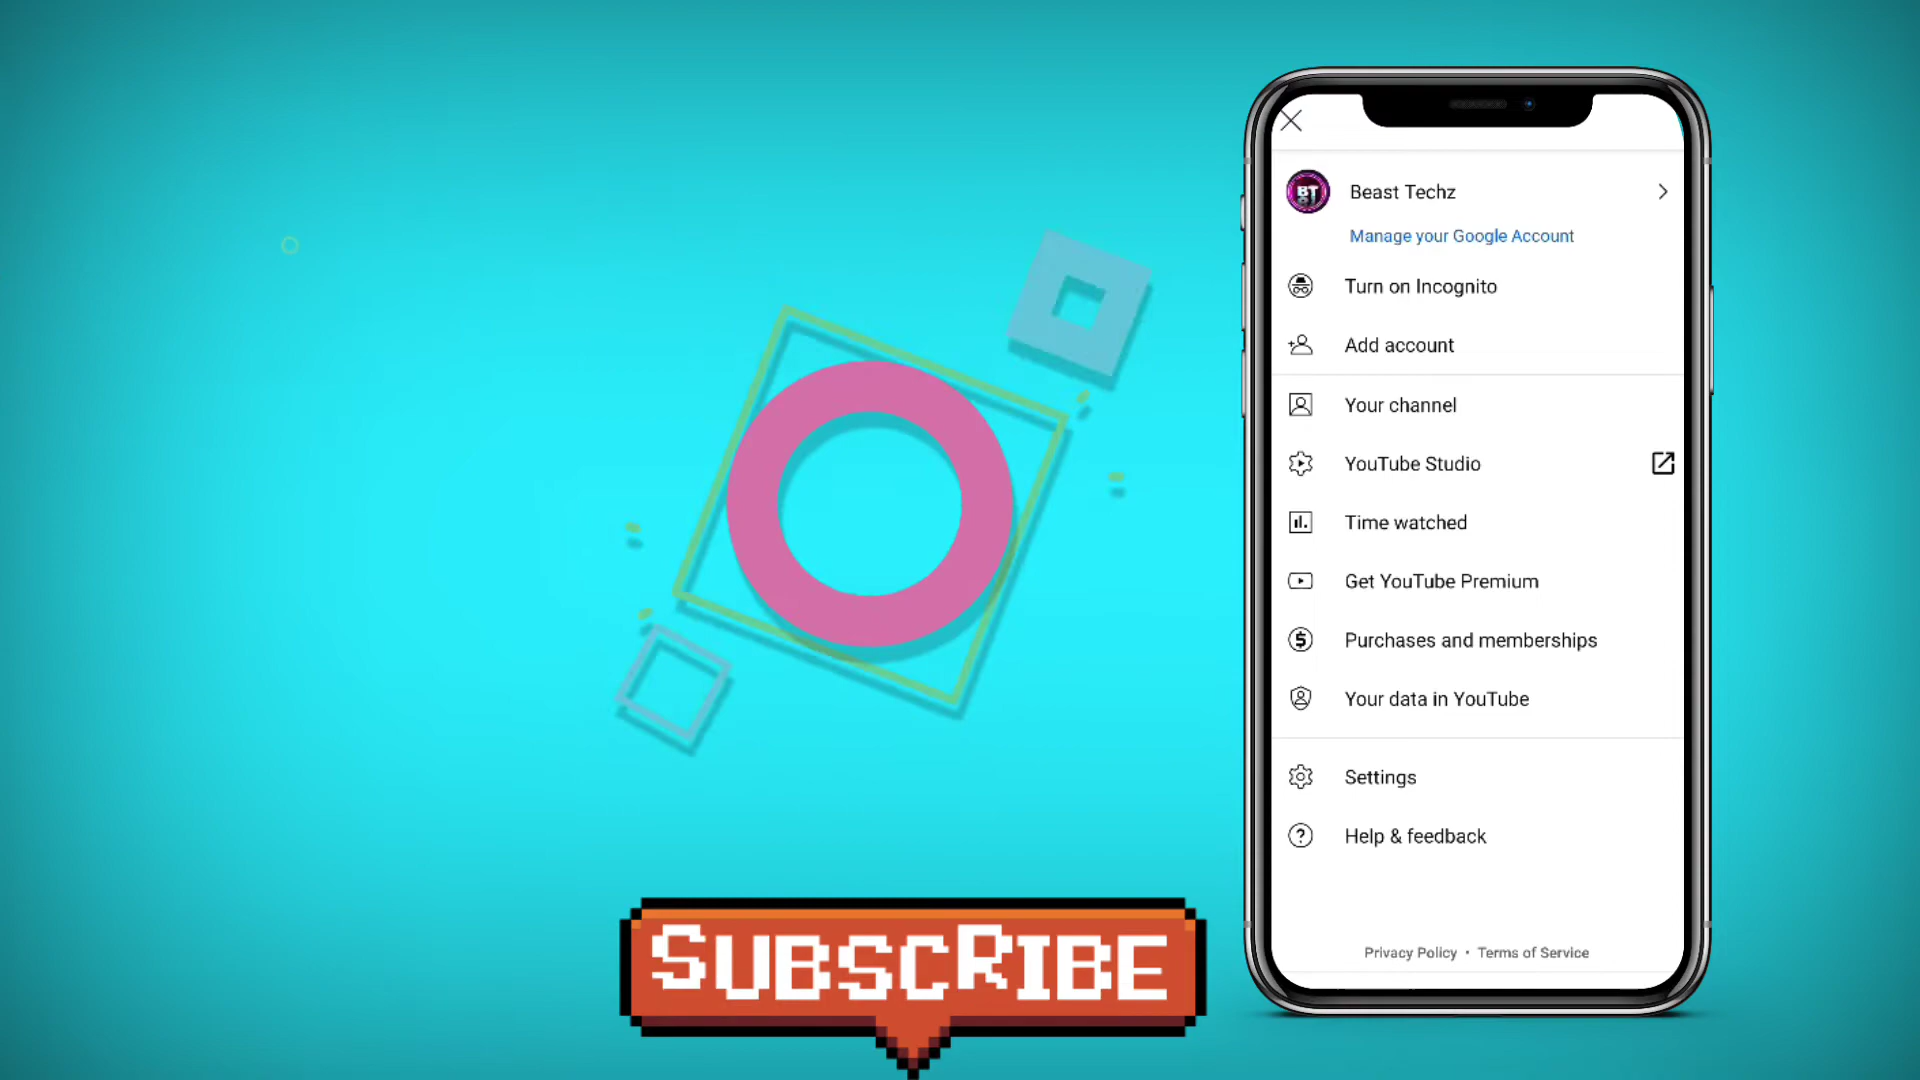 BT
Beast Techz
Manage your Google Account
Turn on Incognito
Add account
Your channel
YouTube Studio
Time watched
Get YouTube Premium
Purchases and memberships
Your data in YouTube
Settings
Help & feedback
Privacy Policy • Terms of Service
SUBSCRIBE